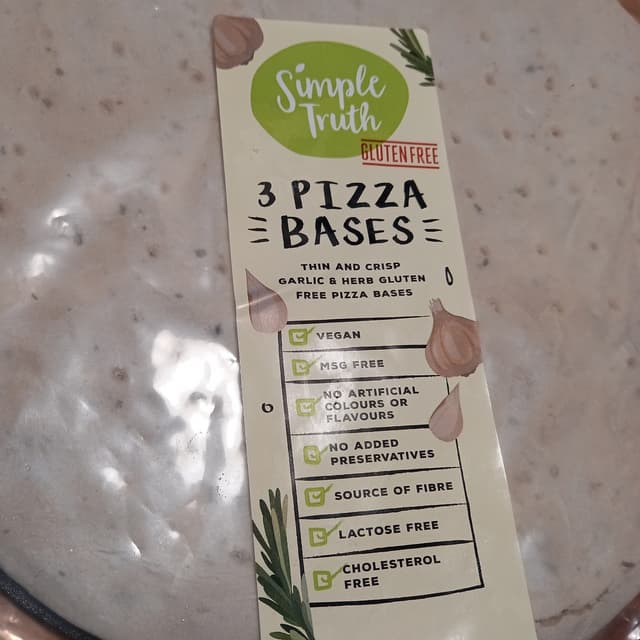 Simple
Truth
GLUTEN FREE
3 PIZZA
BASES
THIN AND CRISP
GARLIC & HERB GLUTEN
FREE PIZZA BASES
VEGAN
MSG FREE
NO ARTIFICIAL
COLOURS OR
FLAVOURS
NO ADDED
PRESERVATIVES
SOURCE OF FIBRE
LACTOSE FREE
CHOLESTEROL
FREE